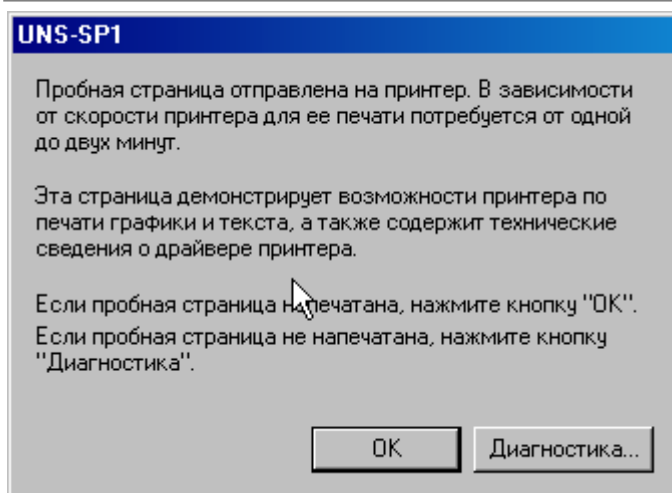 UNS-SP1
Пробная страница отправлена на принтер. В зависимости
от скорости принтера для ее печати потребуется от одной
до двух минут.
Эта страница демонстрирует возможности принтера по
печати графики и текста, а также содержит технические
сведения о драйвере принтера.
Если пробная страница напечатана, нажмите кнопку "OK".
Если пробная страница не напечатана, нажмите кнопку
"Диагностика".
OK
Диагностика...